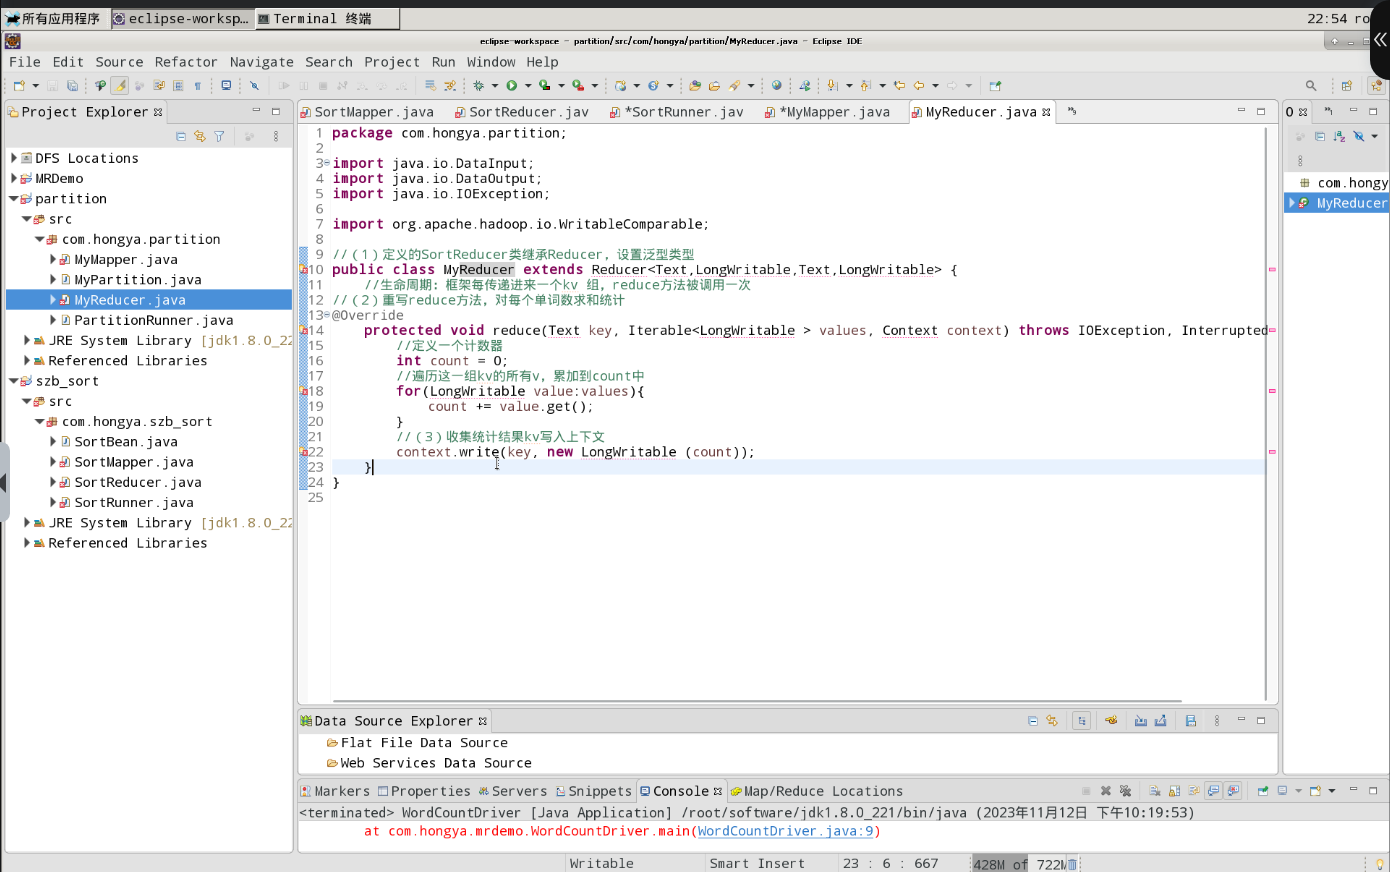 所有应用程序 eclipse-worksp... Terminal 终端 22:54 ro
eclipse-workspace – partition/src/com/hongya/partition/MyReducer.java – Eclipse IDE
File Edit Source Refactor Navigate Search Project Run Window Help
Project Explorer SortMapper.java SortReducer.jav *SortRunner.jav *MyMapper.java MyReducer.java O
DFS Locations
MRDemo
partition
src
com.hongya.partition
MyMapper.java
MyPartition.java
MyReducer.java
PartitionRunner.java
JRE System Library [jdk1.8.0_22
Referenced Libraries
szb_sort
src
com.hongya.szb_sort
SortBean.java
SortMapper.java
SortReducer.java
SortRunner.java
JRE System Library [jdk1.8.0_22
Referenced Libraries
1 package com.hongya.partition;
2
3 import java.io.DataInput;
4 import java.io.DataOutput;
5 import java.io.IOException;
6
7 import org.apache.hadoop.io.WritableComparable;
8
9 //（1）定义的SortReducer类继承Reducer，设置泛型类型
10 public class MyReducer extends Reducer<Text,LongWritable,Text,LongWritable> {
11 //生命周期：框架每传递进来一个kv 组，reduce方法被调用一次
12 //（2）重写reduce方法，对每个单词数求和统计
13 @Override
14 protected void reduce(Text key, Iterable<LongWritable > values, Context context) throws IOException, Interrupted
15 //定义一个计数器
16 int count = 0;
17 //遍历这一组kv的所有v，累加到count中
18 for(LongWritable value:values){
19 count += value.get();
20 }
21 //（3）收集统计结果kv写入上下文
22 context.write(key, new LongWritable (count));
23 }
24 }
25
com.hongy
MyReducer
Data Source Explorer
Flat File Data Source
Web Services Data Source
Markers Properties Servers Snippets Console Map/Reduce Locations
<terminated> WordCountDriver [Java Application] /root/software/jdk1.8.0_221/bin/java (2023年11月12日 下午10:19:53)
at com.hongya.mrdemo.WordCountDriver.main(WordCountDriver.java:9)
Writable Smart Insert 23 : 6 : 667 428M of 722M